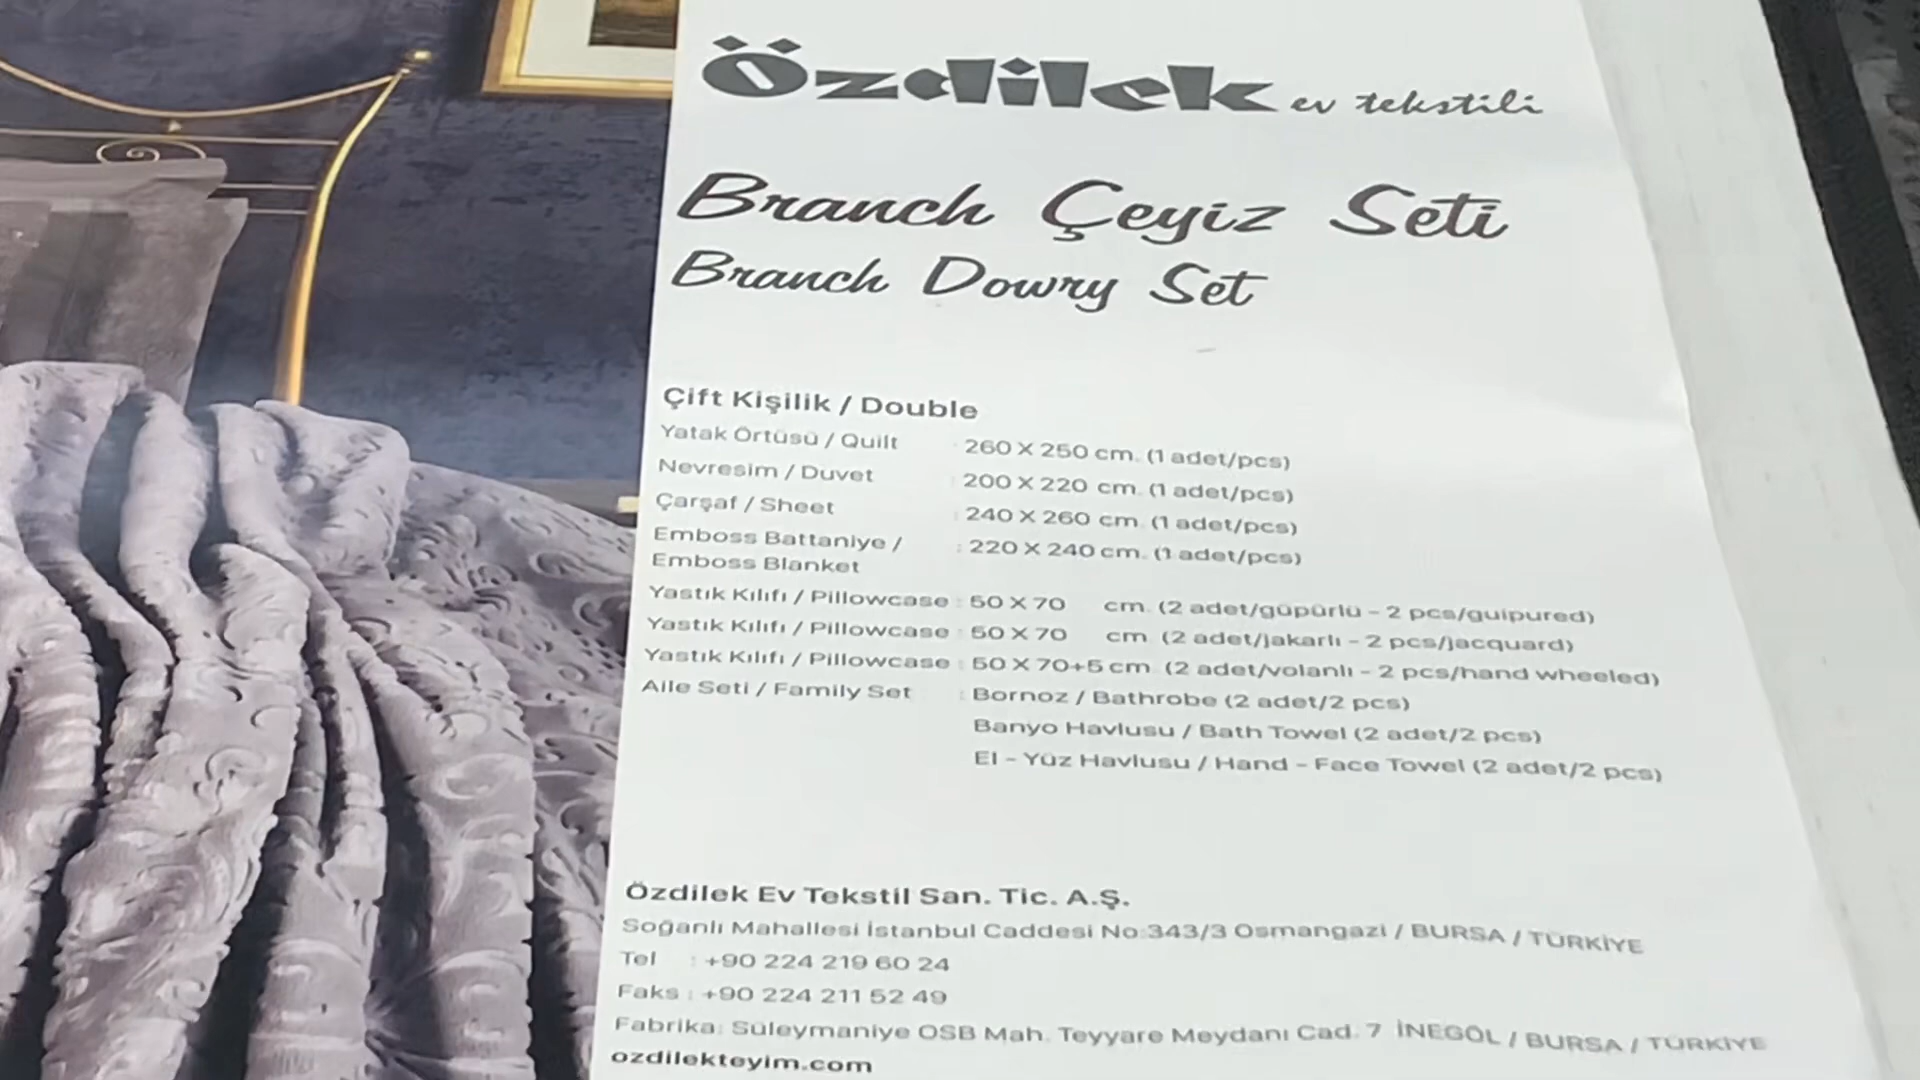 Özdilek ev tekstili
Branch Çeyiz Seti
Branch Dowry Set
Çift Kişilik / Double
Yatak Örtüsü / Quilt : 260 X 250 cm. (1 adet/pcs)
Nevresim / Duvet : 200 X 220 cm. (1 adet/pcs)
Çarşaf / Sheet : 240 X 260 cm. (1 adet/pcs)
Emboss Battaniye / : 220 X 240 cm. (1 adet/pcs)
Emboss Blanket
Yastık Kılıfı / Pillowcase : 50 X 70 cm. (2 adet/güpürlü - 2 pcs/guipured)
Yastık Kılıfı / Pillowcase : 50 X 70 cm. (2 adet/jakarlı - 2 pcs/jacquard)
Yastık Kılıfı / Pillowcase : 50 X 70+5 cm. (2 adet/volanlı - 2 pcs/hand wheeled)
Aile Seti / Family Set : Bornoz / Bathrobe (2 adet/2 pcs)
Banyo Havlusu / Bath Towel (2 adet/2 pcs)
El - Yüz Havlusu / Hand - Face Towel (2 adet/2 pcs)
Özdilek Ev Tekstil San. Tic. A.Ş.
Soğanlı Mahallesi İstanbul Caddesi No:343/3 Osmangazi / BURSA / TÜRKİYE
Tel : +90 224 219 60 24
Faks : +90 224 211 52 49
Fabrika: Süleymaniye OSB Mah. Teyyare Meydanı Cad. 7 İNEGÖL / BURSA / TÜRKİYE
ozdilekteyim.com